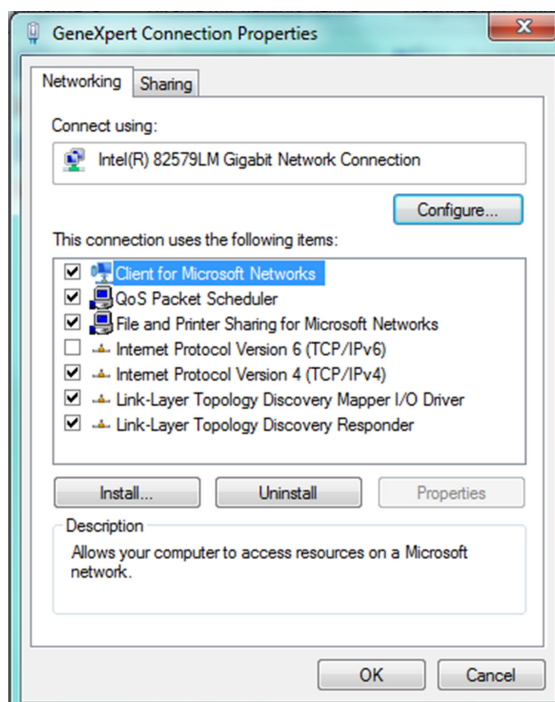 GeneXpert Connection Properties
Networking Sharing
Connect using:
Intel(R) 82579LM Gigabit Network Connection
Configure...
This connection uses the following items:
Client for Microsoft Networks
QoS Packet Scheduler
File and Printer Sharing for Microsoft Networks
Internet Protocol Version 6 (TCP/IPv6)
Internet Protocol Version 4 (TCP/IPv4)
Link-Layer Topology Discovery Mapper I/O Driver
Link-Layer Topology Discovery Responder
Install... Uninstall Properties
Description
Allows your computer to access resources on a Microsoft
network.
OK Cancel